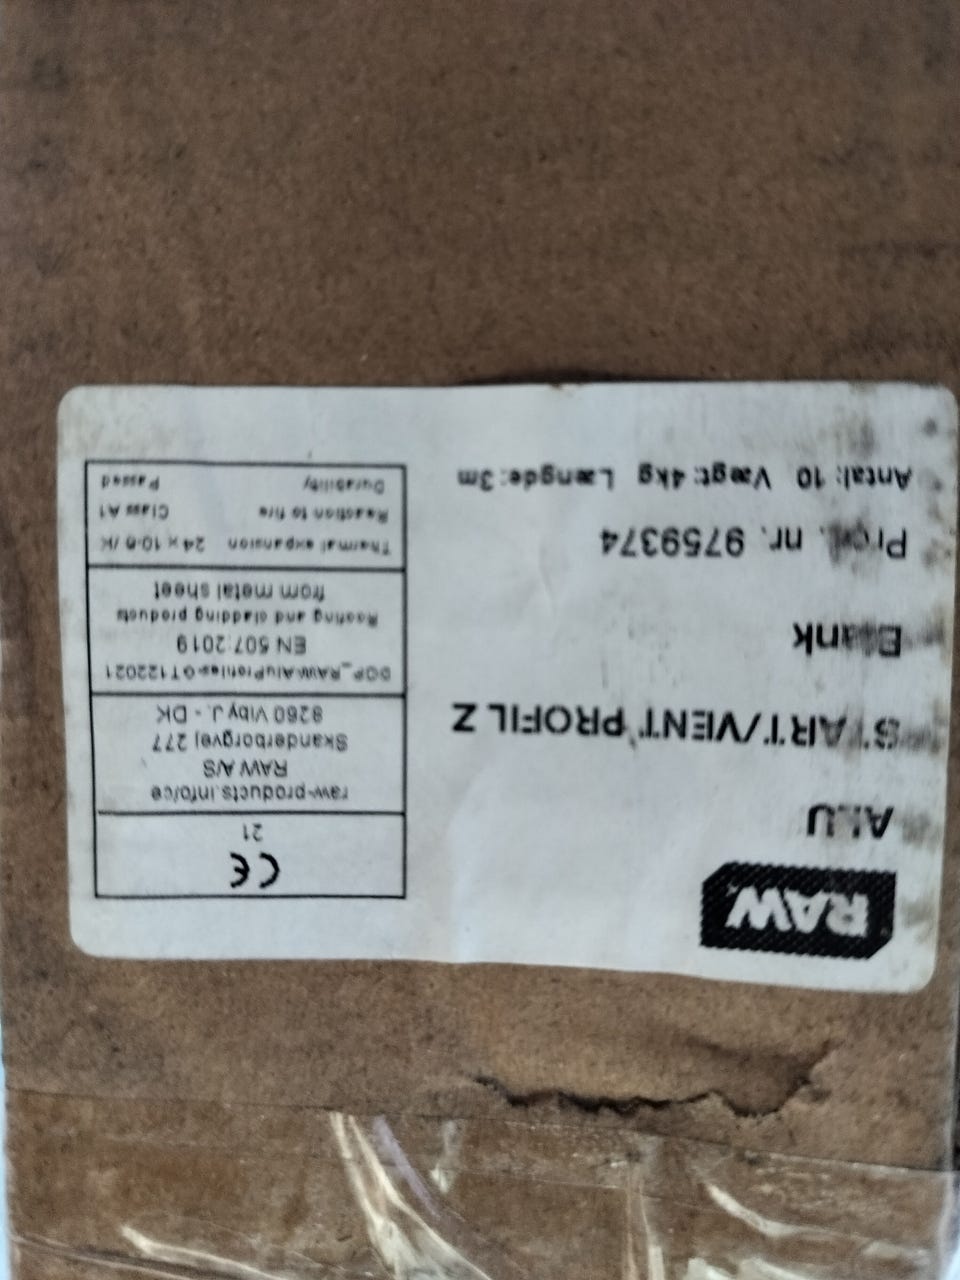 RAW
ALU
START/VENT PROFIL Z
Blank
Prod. nr. 9759374
Antal: 10 Vægt: 4kg Længde: 3m
CE
21
raw-products.info/ce
RAW A/S
Skanderborgvej 277
8260 Viby J. - DK
DOP_RAW-AluProfiles-OT122021
EN 507:2019
Roofing and cladding products
from metal sheet
Thermal expansion 24 x 10-6 /K
Reaction to fire Class A1
Durability Passed